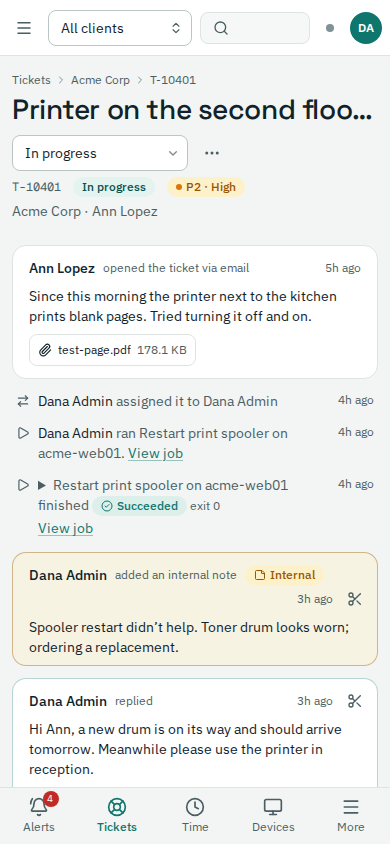 All clients
DA
Tickets > Acme Corp > T-10401
Printer on the second floo...
In progress
T-10401 In progress P2 · High
Acme Corp · Ann Lopez
Ann Lopez opened the ticket via email 5h ago
Since this morning the printer next to the kitchen
prints blank pages. Tried turning it off and on.
test-page.pdf 178.1 KB
Dana Admin assigned it to Dana Admin 4h ago
Dana Admin ran Restart print spooler on 4h ago
acme-web01. View job
Restart print spooler on acme-web01 4h ago
finished Succeeded exit 0
View job
Dana Admin added an internal note Internal
3h ago
Spooler restart didn’t help. Toner drum looks worn;
ordering a replacement.
Dana Admin replied 3h ago
Hi Ann, a new drum is on its way and should arrive
tomorrow. Meanwhile please use the printer in
reception.
4
Alerts Tickets Time Devices More